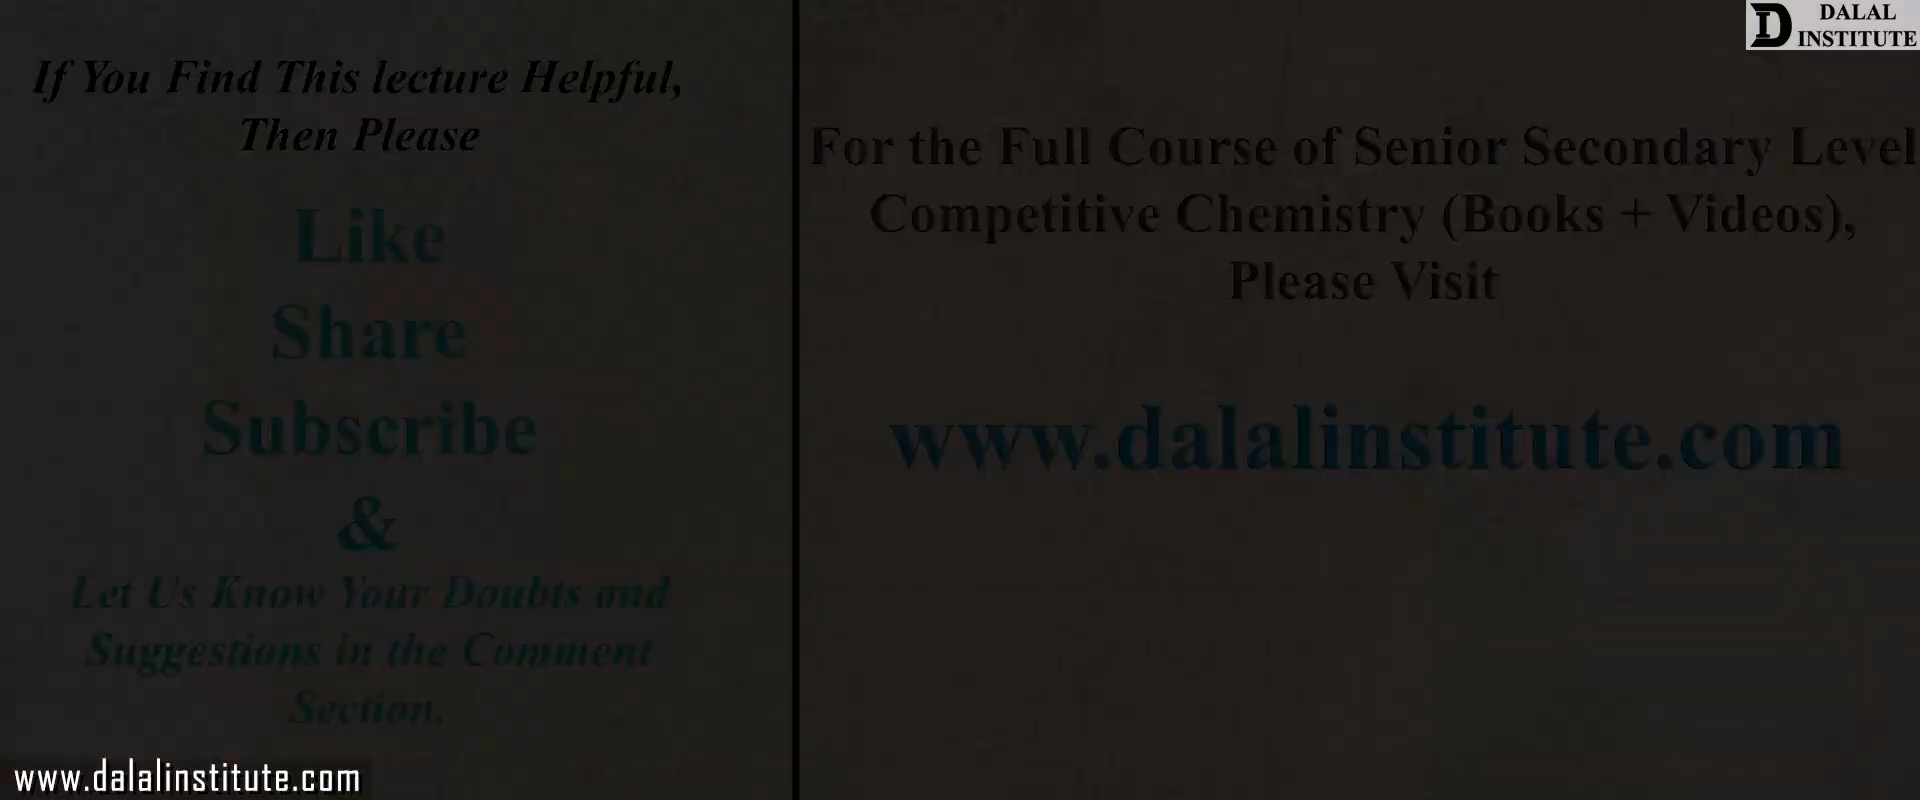 DALAL
INSTITUTE
If You Find This lecture Helpful,
Then Please
Like
Share
Subscribe
&
Let Us Know Your Doubts and
Suggestions in the Comment
Section.
For the Full Course of Senior Secondary Level
Competitive Chemistry (Books + Videos),
Please Visit
www.dalalinstitute.com
www.dalalinstitute.com